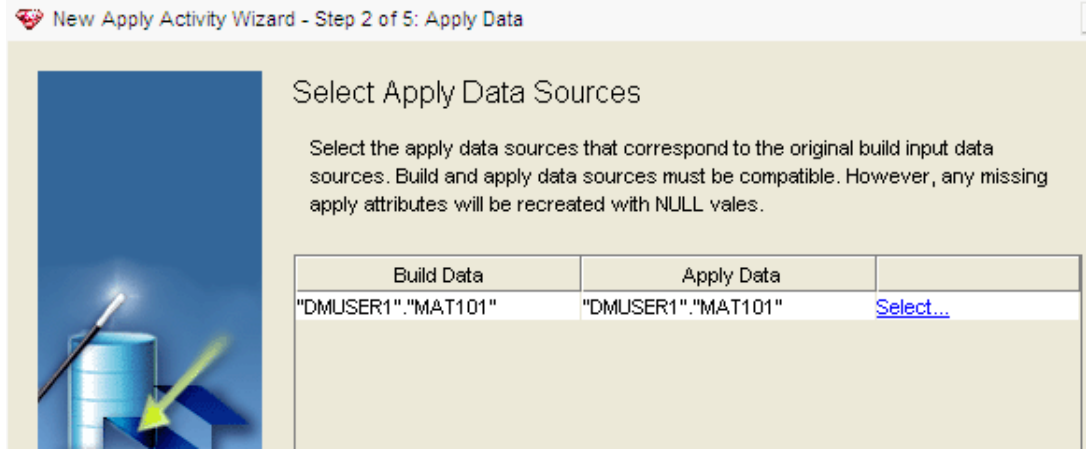 New Apply Activity Wizard - Step 2 of 5: Apply Data
Select Apply Data Sources
Select the apply data sources that correspond to the original build input data
sources. Build and apply data sources must be compatible. However, any missing
apply attributes will be recreated with NULL vales.
Build Data Apply Data
"DMUSER1"."MAT101" "DMUSER1"."MAT101" Select...